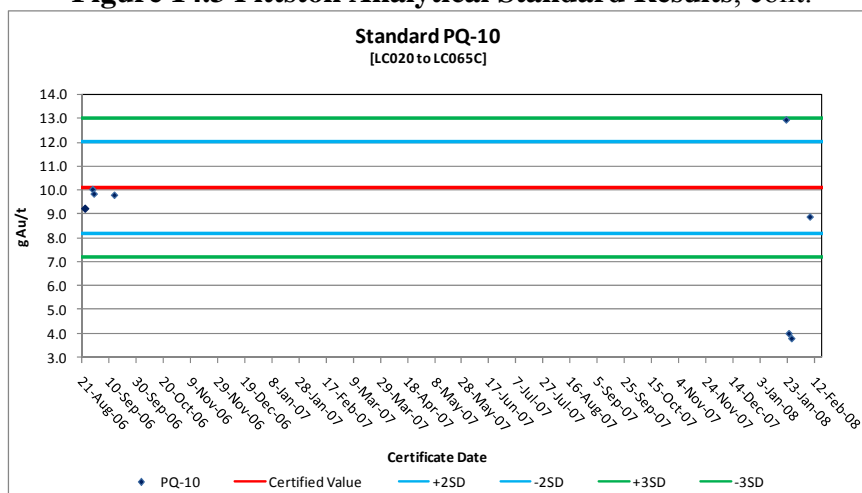 Figure 14.3 Pittston Analytical Standard Results, cont.
Standard PQ-10
[LC020 to LC065C]
14.0
13.0
12.0
11.0
10.0
9.0
8.0
7.0
6.0
5.0
4.0
3.0
gAu/t
21-Aug-06
10-Sep-06
30-Sep-06
20-Oct-06
9-Nov-06
29-Nov-06
19-Dec-06
8-Jan-07
28-Jan-07
17-Feb-07
9-Mar-07
29-Mar-07
18-Apr-07
8-May-07
28-May-07
17-Jun-07
7-Jul-07
27-Jul-07
16-Aug-07
5-Sep-07
25-Sep-07
15-Oct-07
4-Nov-07
24-Nov-07
14-Dec-07
3-Jan-08
23-Jan-08
12-Feb-08
Certificate Date
PQ-10 Certified Value +2SD -2SD +3SD -3SD